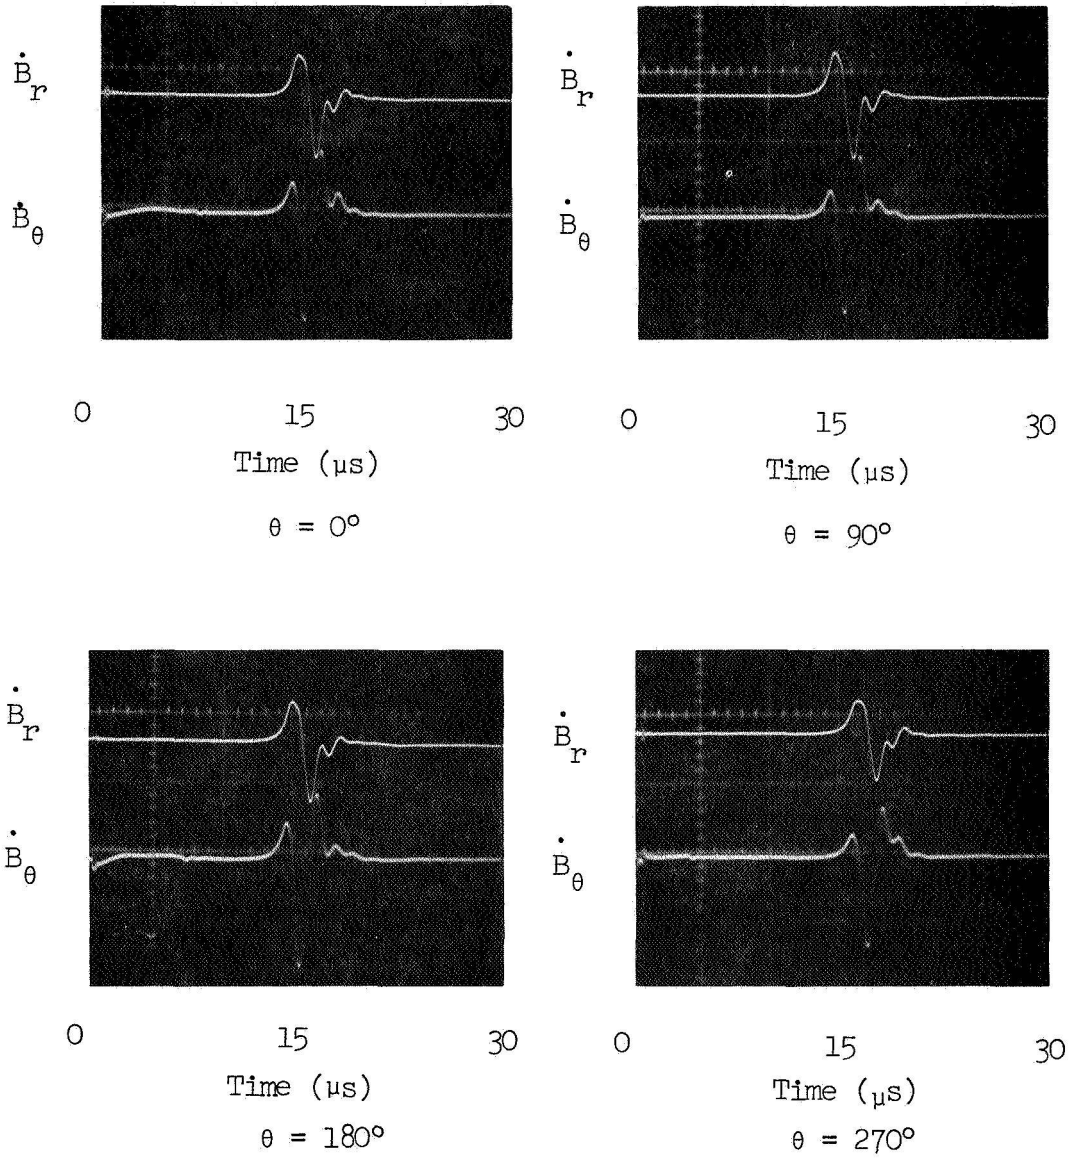 Ḃr
Ḃθ
0 15 30
Time (μs)
θ = 0°
Ḃr
Ḃθ
0 15 30
Time (μs)
θ = 90°
Ḃr
Ḃθ
0 15 30
Time (μs)
θ = 180°
Ḃr
Ḃθ
0 15 30
Time (μs)
θ = 270°